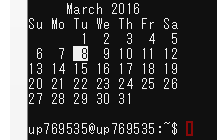 March 2016
Su Mo Tu We Th Fr Sa
1 2 3 4 5
6 7 8 9 10 11 12
13 14 15 16 17 18 19
20 21 22 23 24 25 26
27 28 29 30 31
up769535@up769535:~$